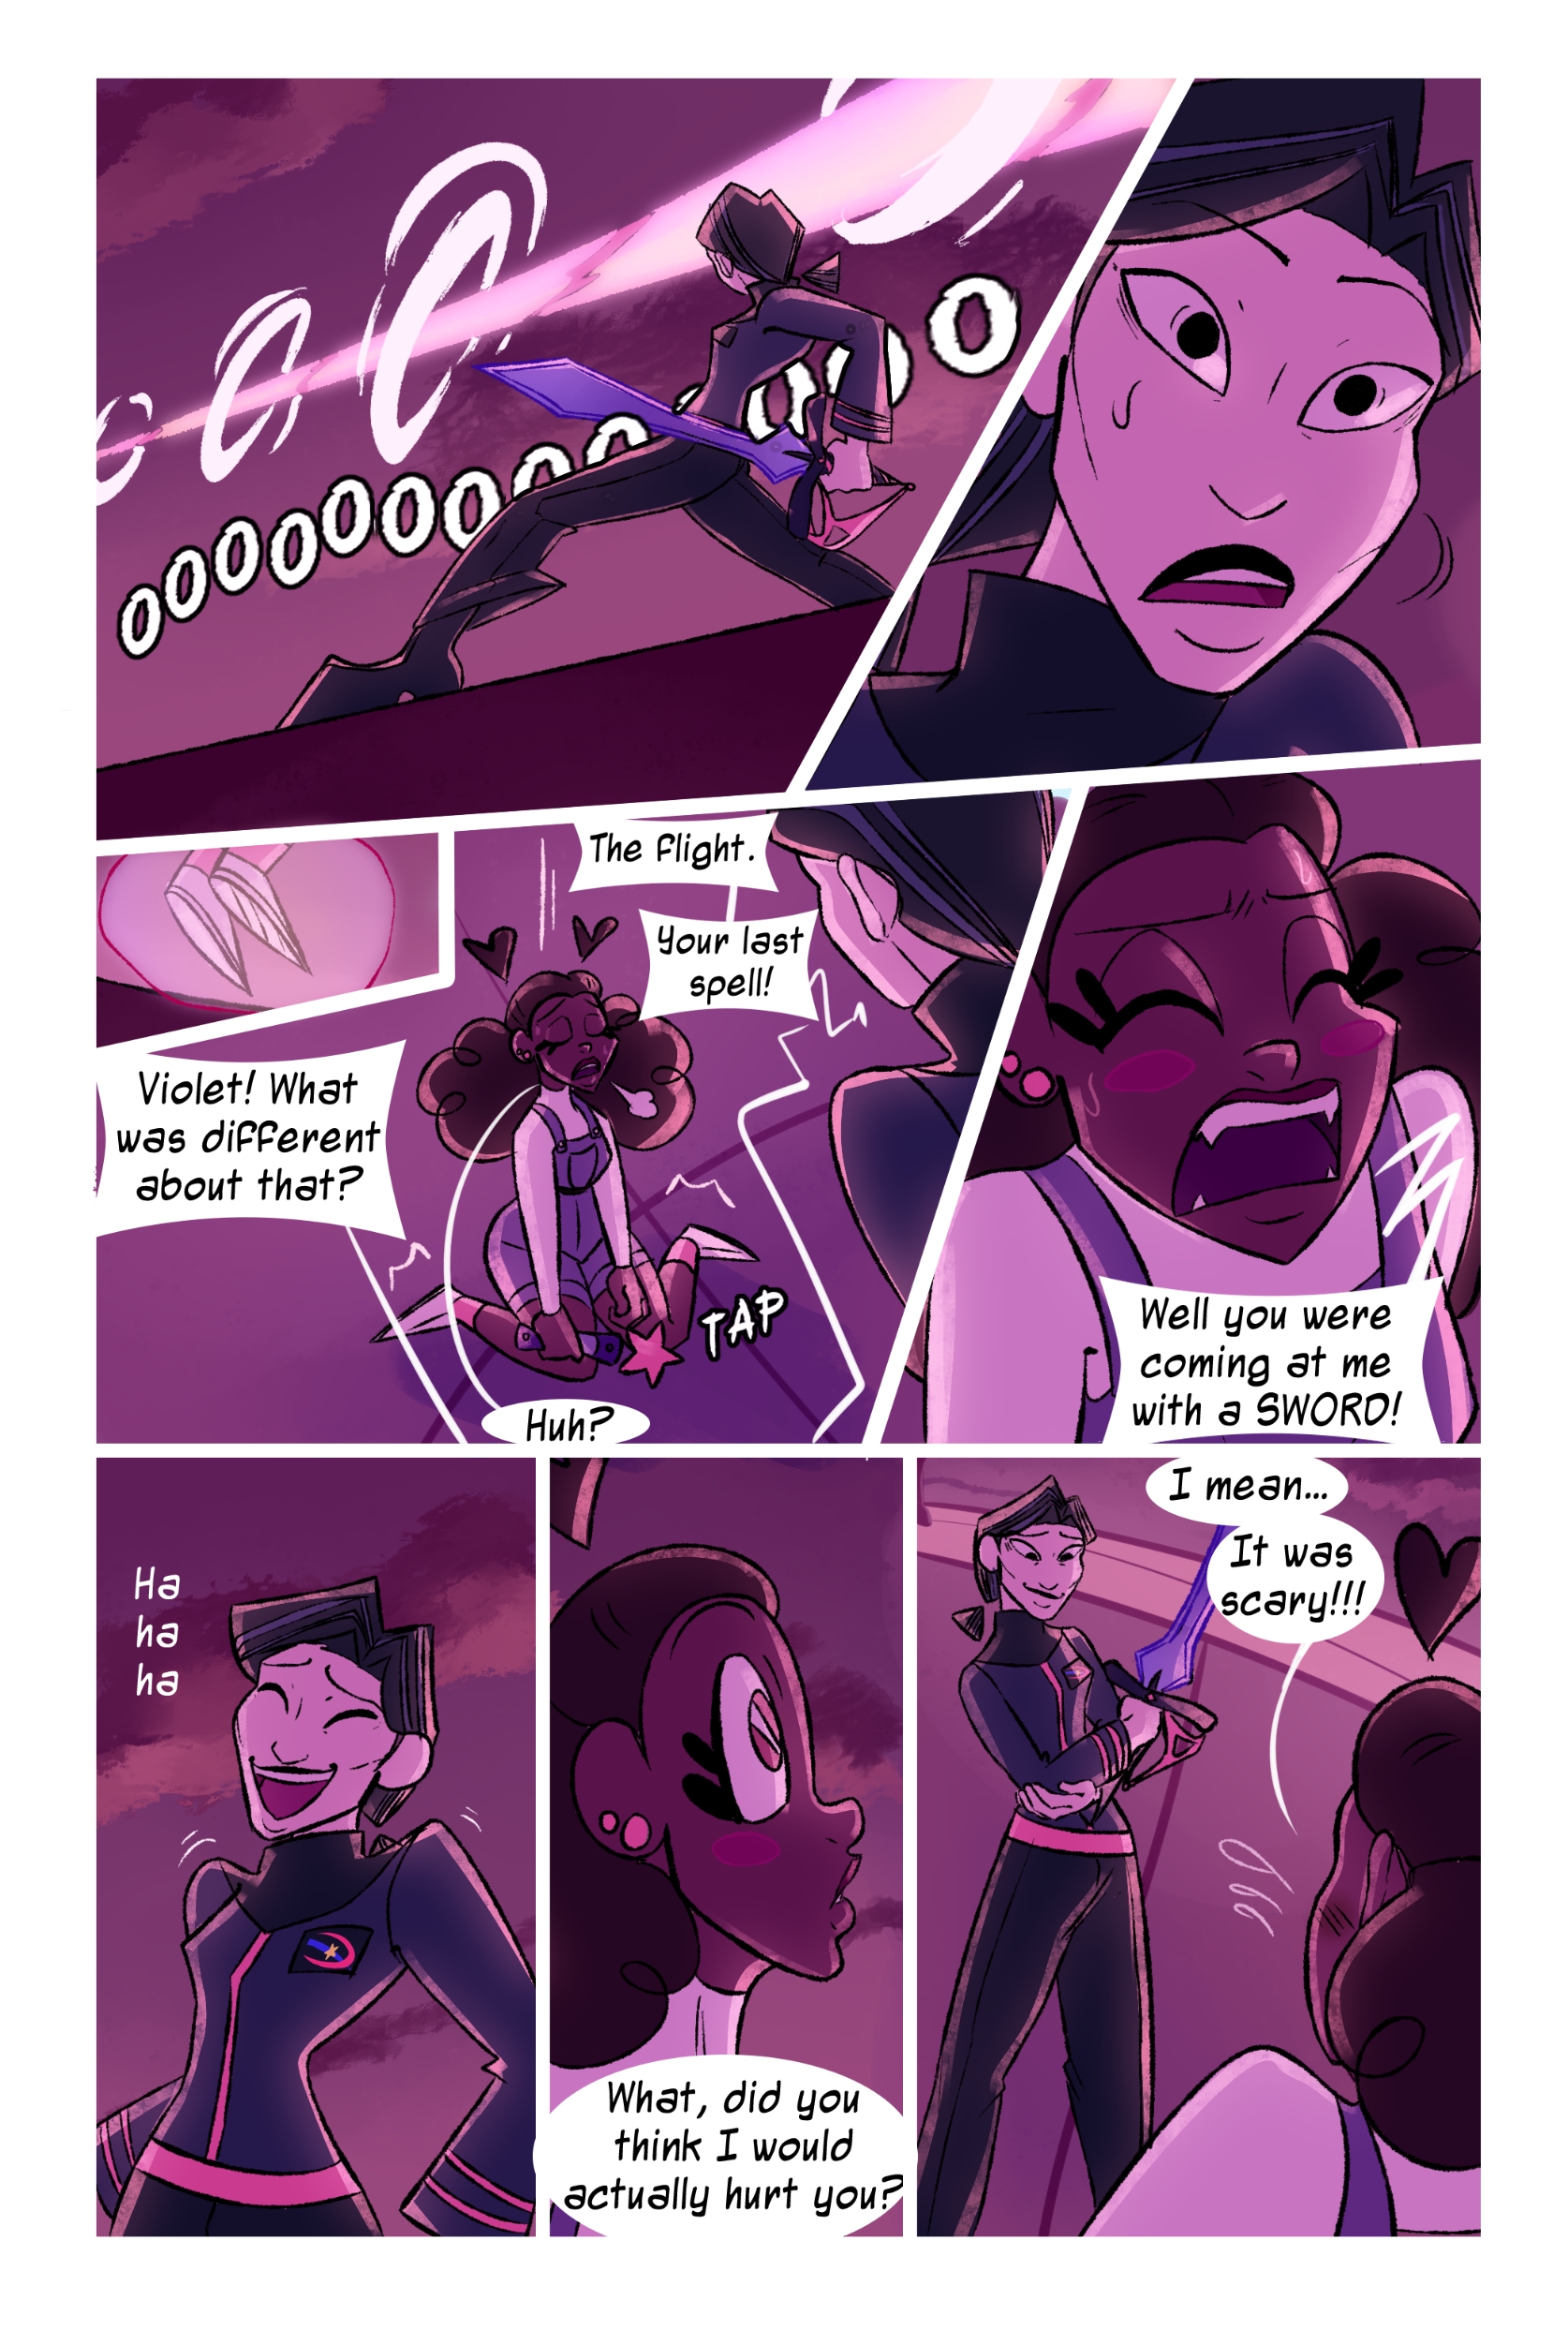 OOOOOOOOOOOOO
Violet! What
was different
about that?
The flight.
Your last
spell!
Huh?
TAP
Well you were
coming at me
with a SWORD!
Ha
ha
ha
What, did you
think I would
actually hurt you?
I mean...
It was
scary!!!